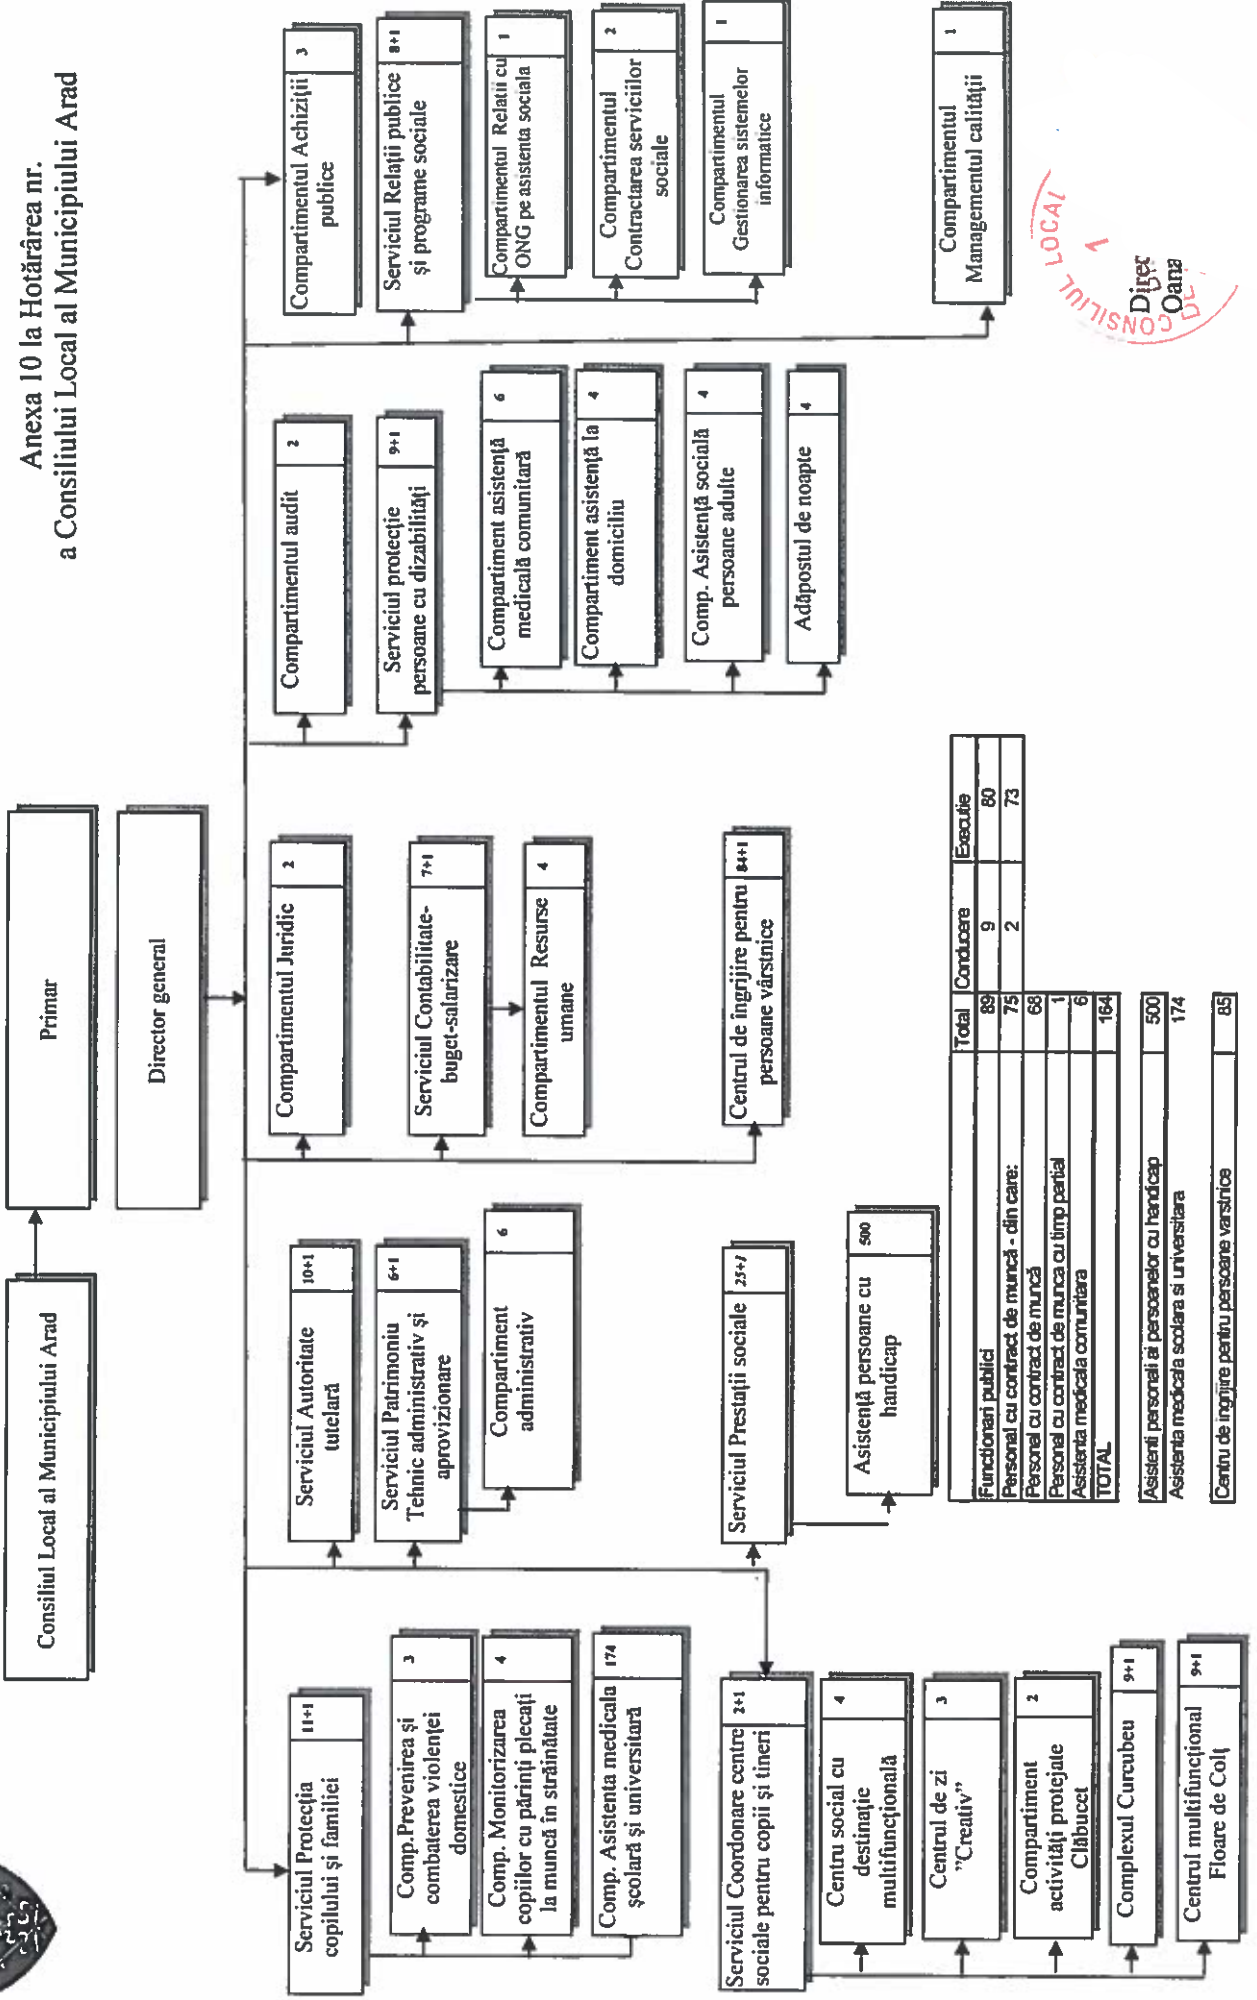 Anexa 10 la Hotărârea nr.
a Consiliului Local al Municipiului Arad
Consiliul Local al Municipiului Arad
Primar
Director general
Serviciul Protecția
copilului și familiei
11+1
Comp.Prevenirea și
combaterea violenței
domestice
3
Comp. Monitorizarea
copiilor cu părinți plecați
la muncă în străinătate
4
Comp. Asistenta medicala
școlară și universitară
174
Serviciul Coordonare centre
sociale pentru copii și tineri
2+1
Centru social cu
destinație
multifuncțională
4
Centrul de zi
”Creativ”
3
Compartiment
activități protejate
Clăbucet
2
Complexul Curcubeu
9+1
Centrul multifuncțional
Floare de Colț
9+1
Serviciul Autoritate
tutelară
10+1
Serviciul Patrimoniu
Tehnic administrativ și
aprovizionare
6+1
Compartiment
administrativ
6
Serviciul Prestații sociale
25+1
Asistență persoane cu
handicap
500
Compartimentul Juridic
2
Serviciul Contabilitate-
buget-salarizare
7+1
Compartimentul Resurse
umane
4
Centrul de îngrijire pentru
persoane vârstnice
84+1
Compartimentul audit
2
Serviciul protecție
persoane cu dizabilități
9+1
Compartiment asistență
medicală comunitară
6
Compartiment asistență la
domiciliu
4
Comp. Asistență socială
persoane adulte
4
Adăpostul de noapte
4
Compartimentul Achiziții
publice
3
Serviciul Relații publice
și programe sociale
8+1
Compartimentul Relatii cu
ONG pe asistenta sociala
1
Compartimentul
Contractarea serviciilor
sociale
2
Compartimentul
Gestionarea sistemelor
informatice
1
Compartimentul
Managementul calității
1
Total Conducere Executie
Functionari publici 89 9 80
Personal cu contract de muncă - din care: 75 2 73
Personal cu contract de muncă 68
Personal cu contract de munca cu timp partial 1
Asistenta medicala comunitara 6
TOTAL 164
Asistenti personali ai persoanelor cu handicap 500
Asistenta medicala scolara si universitara 174
Centru de ingrijire pentru persoane varstnice 85
CONSILIUL LOCAL
1
Direc
Oana